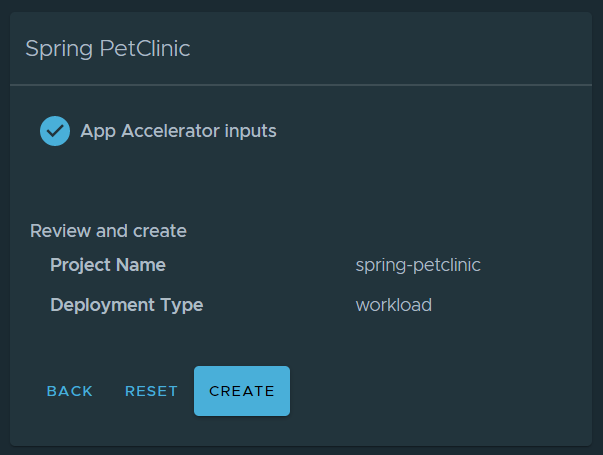 Spring PetClinic
App Accelerator inputs
Review and create
Project Name spring-petclinic
Deployment Type workload
BACK RESET CREATE